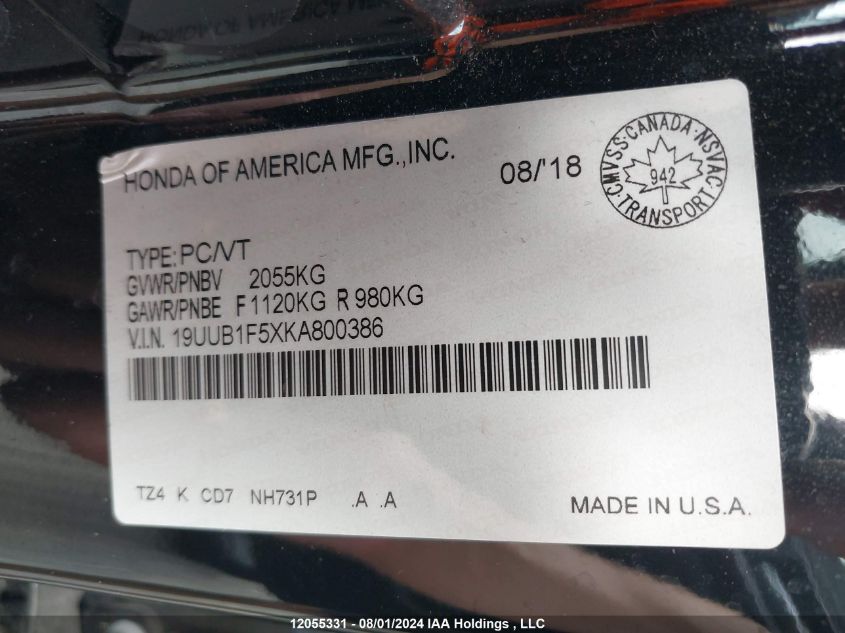 HONDA OF AMERICA MFG.,INC.
08/'18
CMVSS·CANADA·NSVAC
942
·TRANSPORT·
TYPE:PC/VT
GVWR/PNBV 2055KG
GAWR/PNBE F1120KG R980KG
V.I.N. 19UUB1F5XKA800386
TZ4 K CD7 NH731P .A .A
MADE IN U.S.A.
12055331 - 08/01/2024 IAA Holdings , LLC